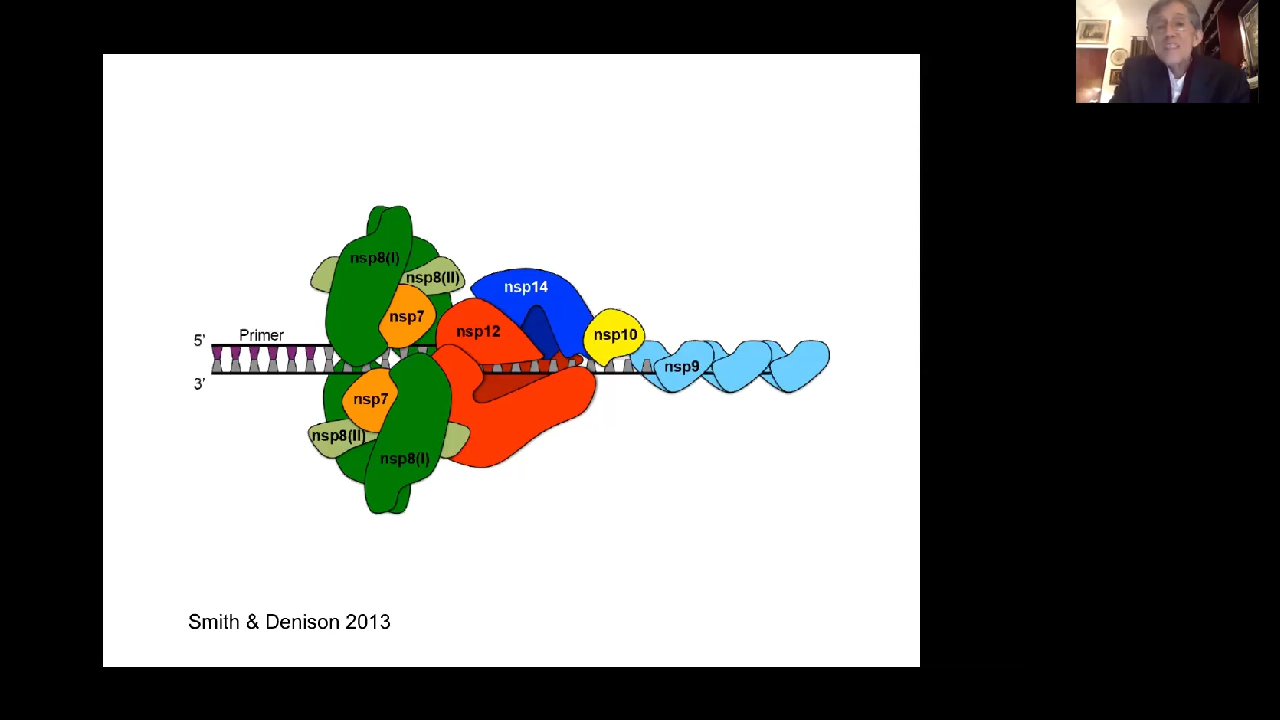 nsp8(I)
nsp8(II)
nsp14
nsp7
nsp12
nsp10
5'
Primer
nsp9
3'
nsp7
nsp8(II)
nsp8(I)
Smith & Denison 2013